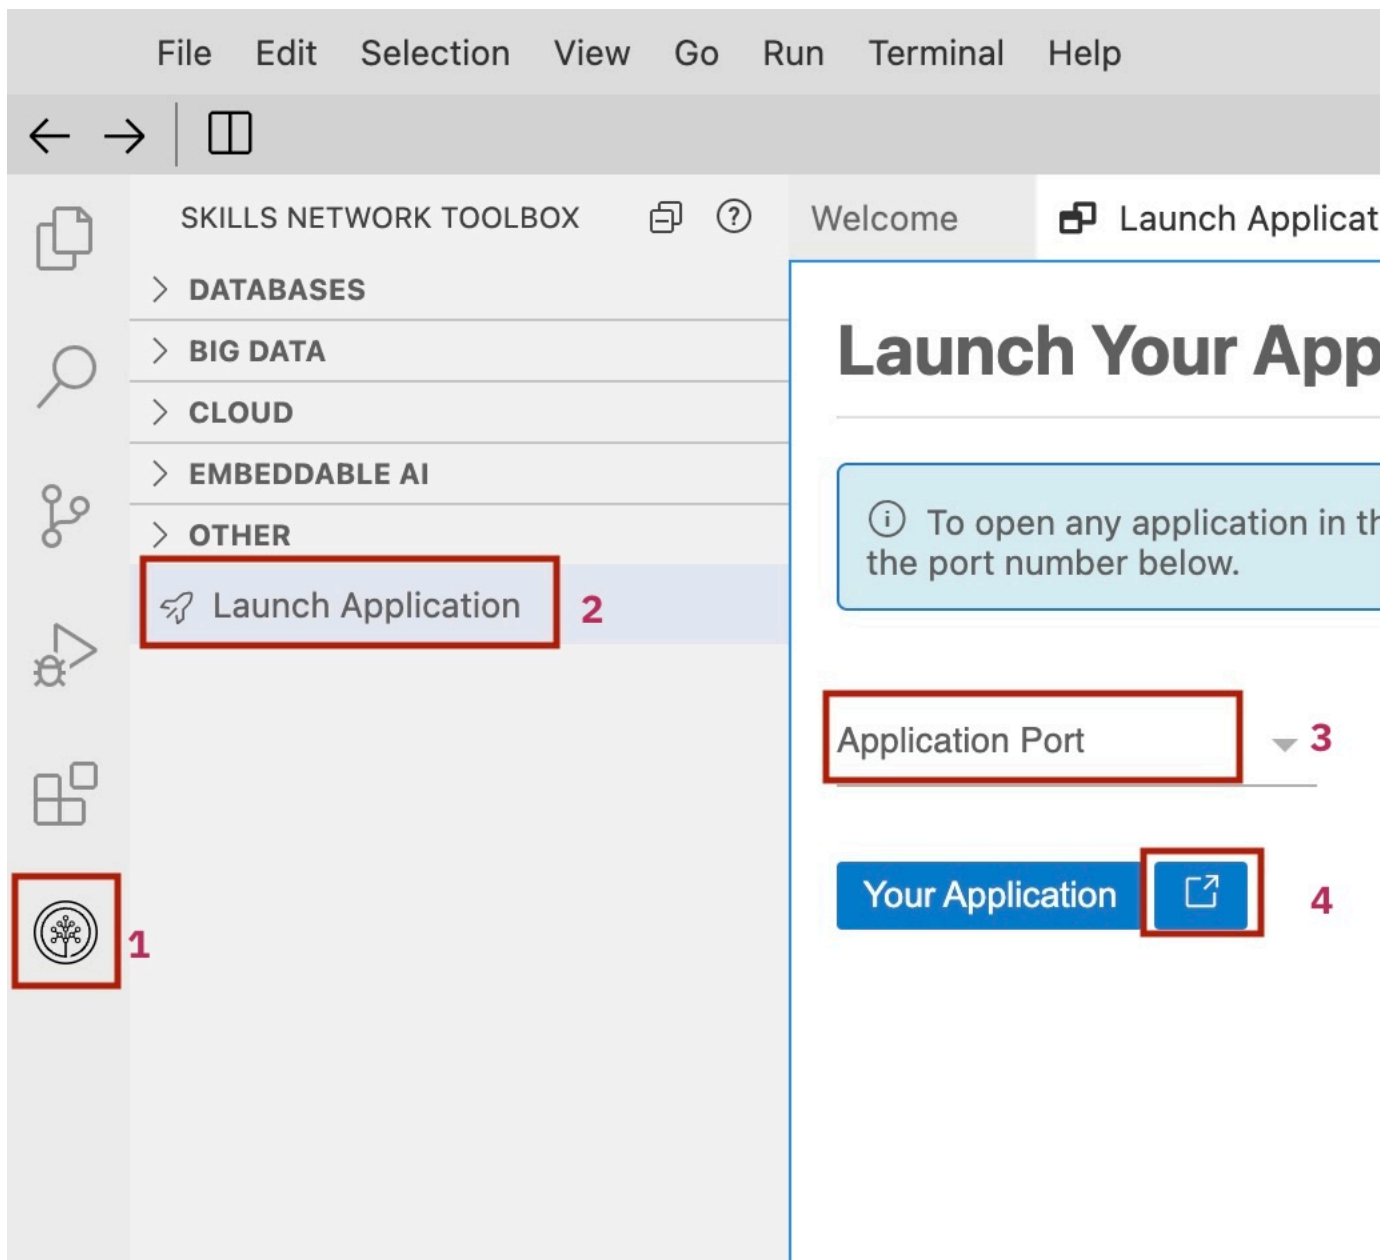 File Edit Selection View Go Run Terminal Help
SKILLS NETWORK TOOLBOX
DATABASES
BIG DATA
CLOUD
EMBEDDABLE AI
OTHER
Launch Application 2
1
Welcome Launch Applicat
Launch Your App
To open any application in th
the port number below.
Application Port 3
Your Application 4